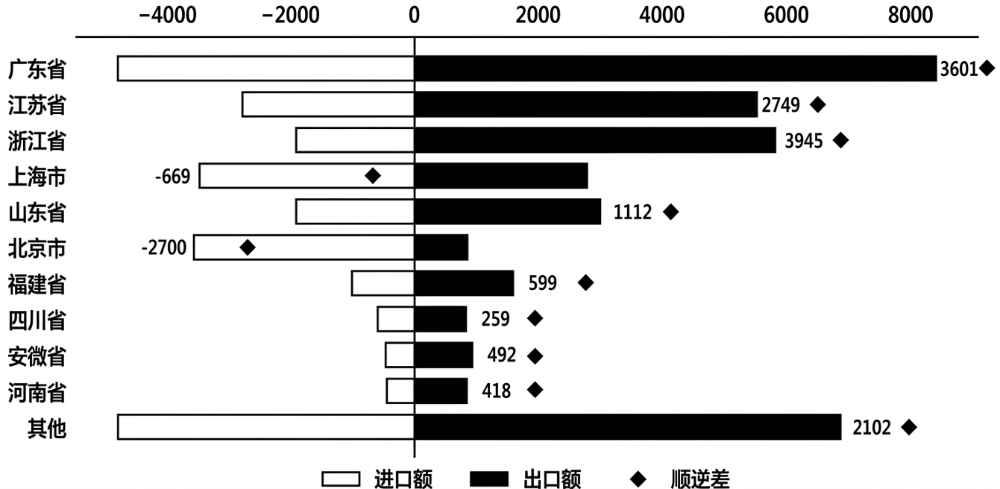 −4000 −2000 0 2000 4000 6000 8000
广东省 3601
江苏省 2749
浙江省 3945
上海市 -669
山东省 1112
北京市 -2700
福建省 599
四川省 259
安微省 492
河南省 418
其他 2102
进口额 出口额 顺逆差